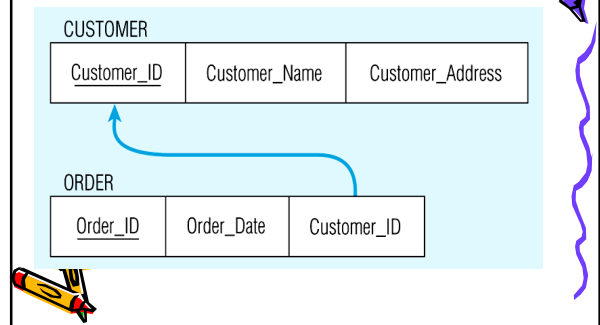 CUSTOMER
Customer_ID Customer_Name Customer_Address
ORDER
Order_ID Order_Date Customer_ID